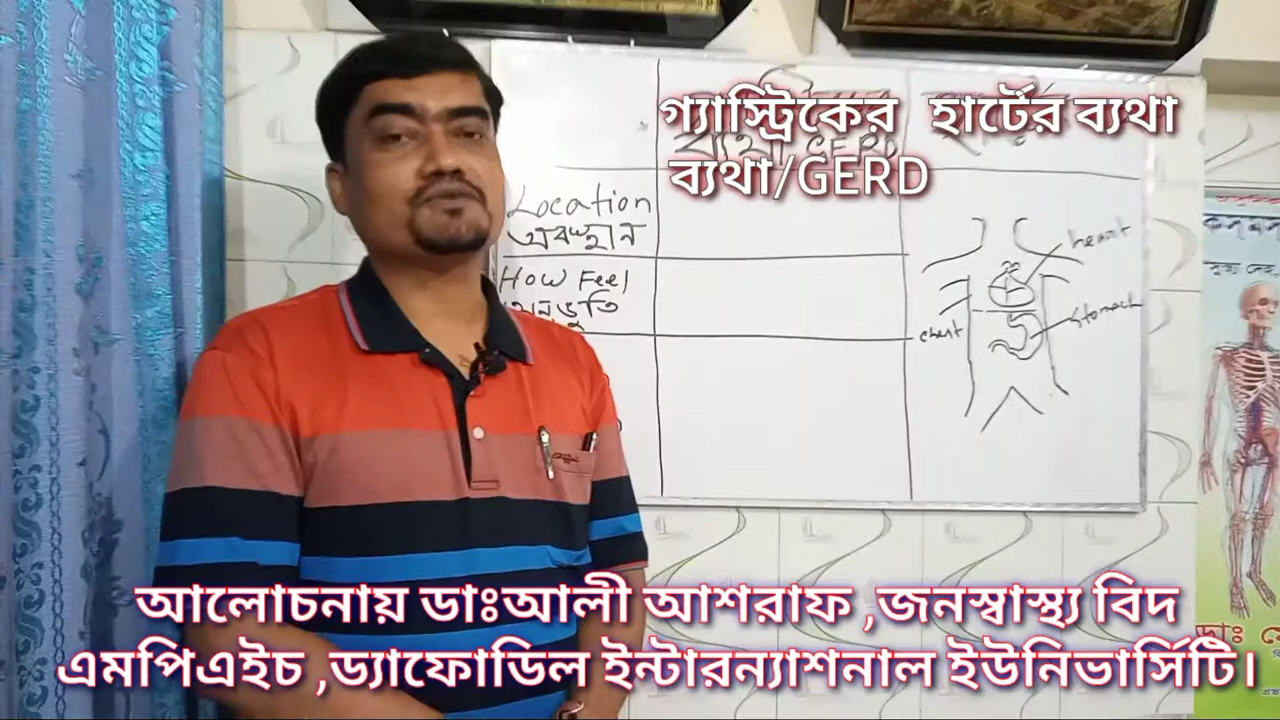 গ্যাস্ট্রিকের হার্টের ব্যথা
ব্যথা/GERD
Location
অবস্থান
How Feel
অনুভূতি
heart
stomach
chest
আলোচনায় ডাঃআলী আশরাফ ,জনস্বাস্থ্য বিদ
এমপিএইচ ,ড্যাফোডিল ইন্টারন্যাশনাল ইউনিভার্সিটি।
ডাঃ